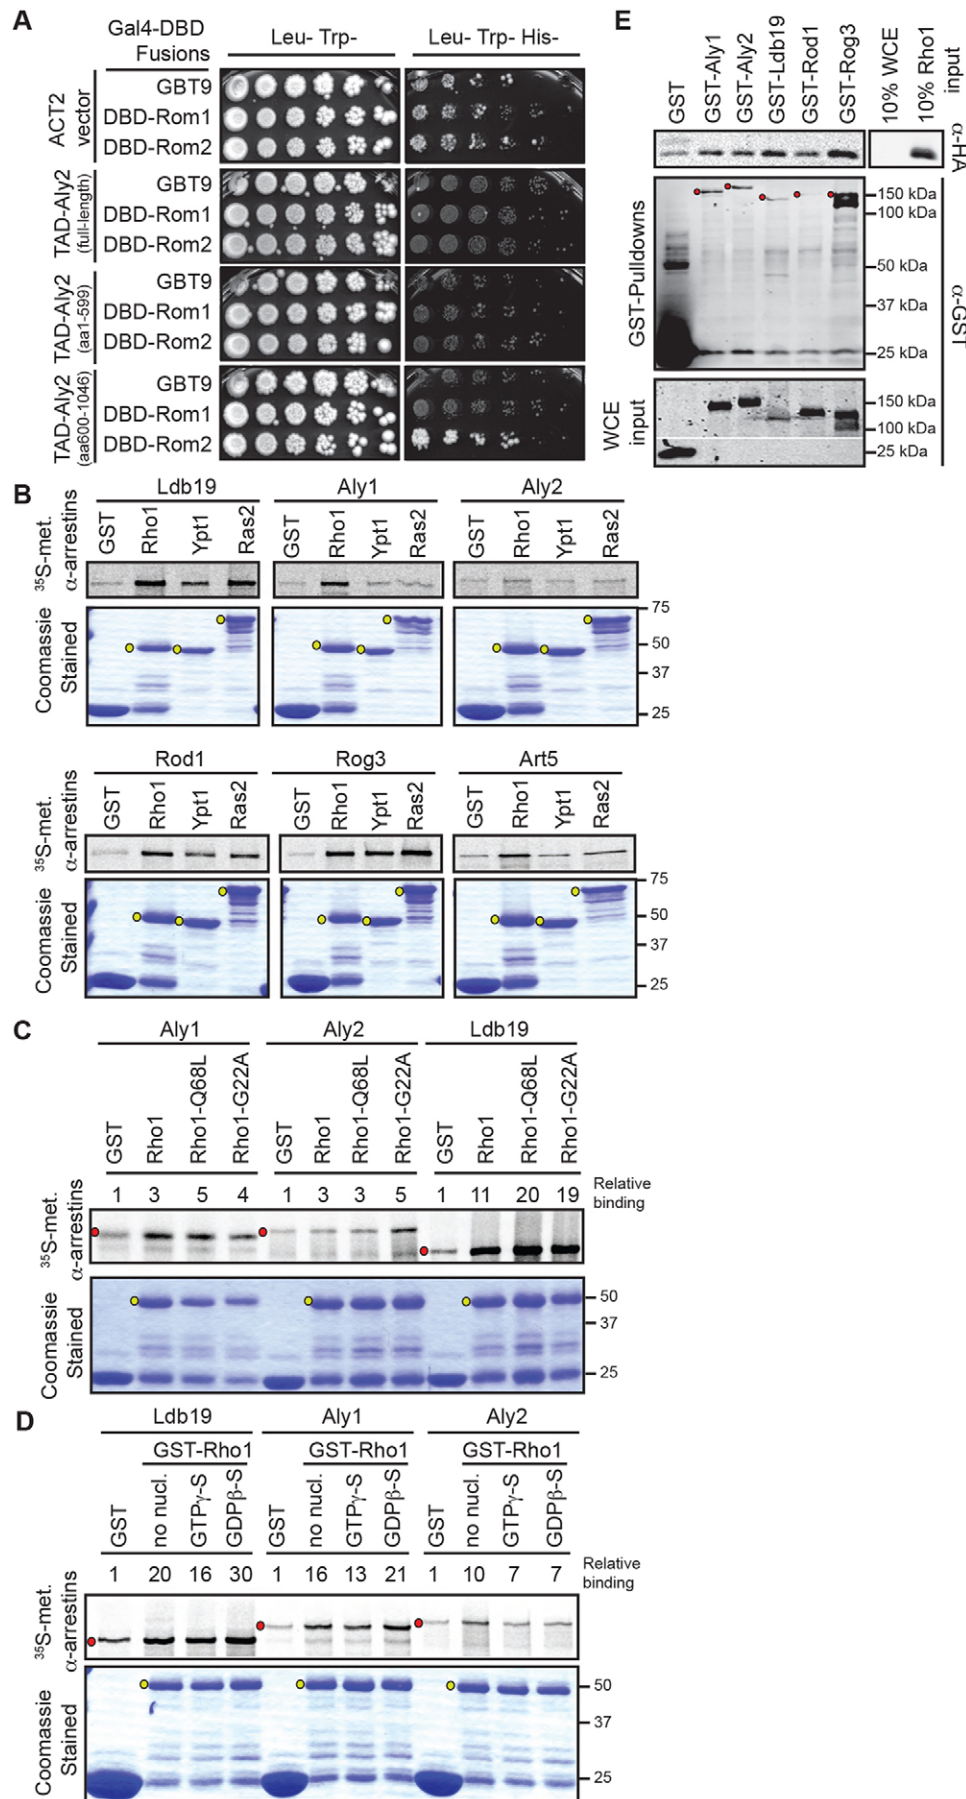 A
Gal4-DBD
Fusions
Leu- Trp-
Leu- Trp- His-
ACT2
vector
GBT9
DBD-Rom1
DBD-Rom2
TAD-Aly2
(full-length)
GBT9
DBD-Rom1
DBD-Rom2
TAD-Aly2
(aa1-599)
GBT9
DBD-Rom1
DBD-Rom2
TAD-Aly2
(aa600-1046)
GBT9
DBD-Rom1
DBD-Rom2
E
GST
GST-Aly1
GST-Aly2
GST-Ldb19
GST-Rod1
GST-Rog3
10% WCE
10% Rho1
input
α-HA
GST-Pulldowns
150 kDa
100 kDa
50 kDa
37 kDa
25 kDa
α-GST
WCE
input
150 kDa
100 kDa
25 kDa
B
Ldb19
Aly1
Aly2
GST
Rho1
Ypt1
Ras2
GST
Rho1
Ypt1
Ras2
GST
Rho1
Ypt1
Ras2
35S-met.
α-arrestins
Coomassie
Stained
75
50
37
25
Rod1
Rog3
Art5
GST
Rho1
Ypt1
Ras2
GST
Rho1
Ypt1
Ras2
GST
Rho1
Ypt1
Ras2
35S-met.
α-arrestins
Coomassie
Stained
75
50
37
25
C
Aly1
Aly2
Ldb19
GST
Rho1
Rho1-Q68L
Rho1-G22A
GST
Rho1
Rho1-Q68L
Rho1-G22A
GST
Rho1
Rho1-Q68L
Rho1-G22A
1 3 5 4 1 3 3 5 1 11 20 19
Relative
binding
35S-met.
α-arrestins
Coomassie
Stained
50
37
25
D
Ldb19
Aly1
Aly2
GST-Rho1
GST-Rho1
GST-Rho1
GST
no nucl.
GTPγ-S
GDPβ-S
GST
no nucl.
GTPγ-S
GDPβ-S
GST
no nucl.
GTPγ-S
GDPβ-S
1 20 16 30 1 16 13 21 1 10 7 7
Relative
binding
35S-met.
α-arrestins
Coomassie
Stained
50
37
25